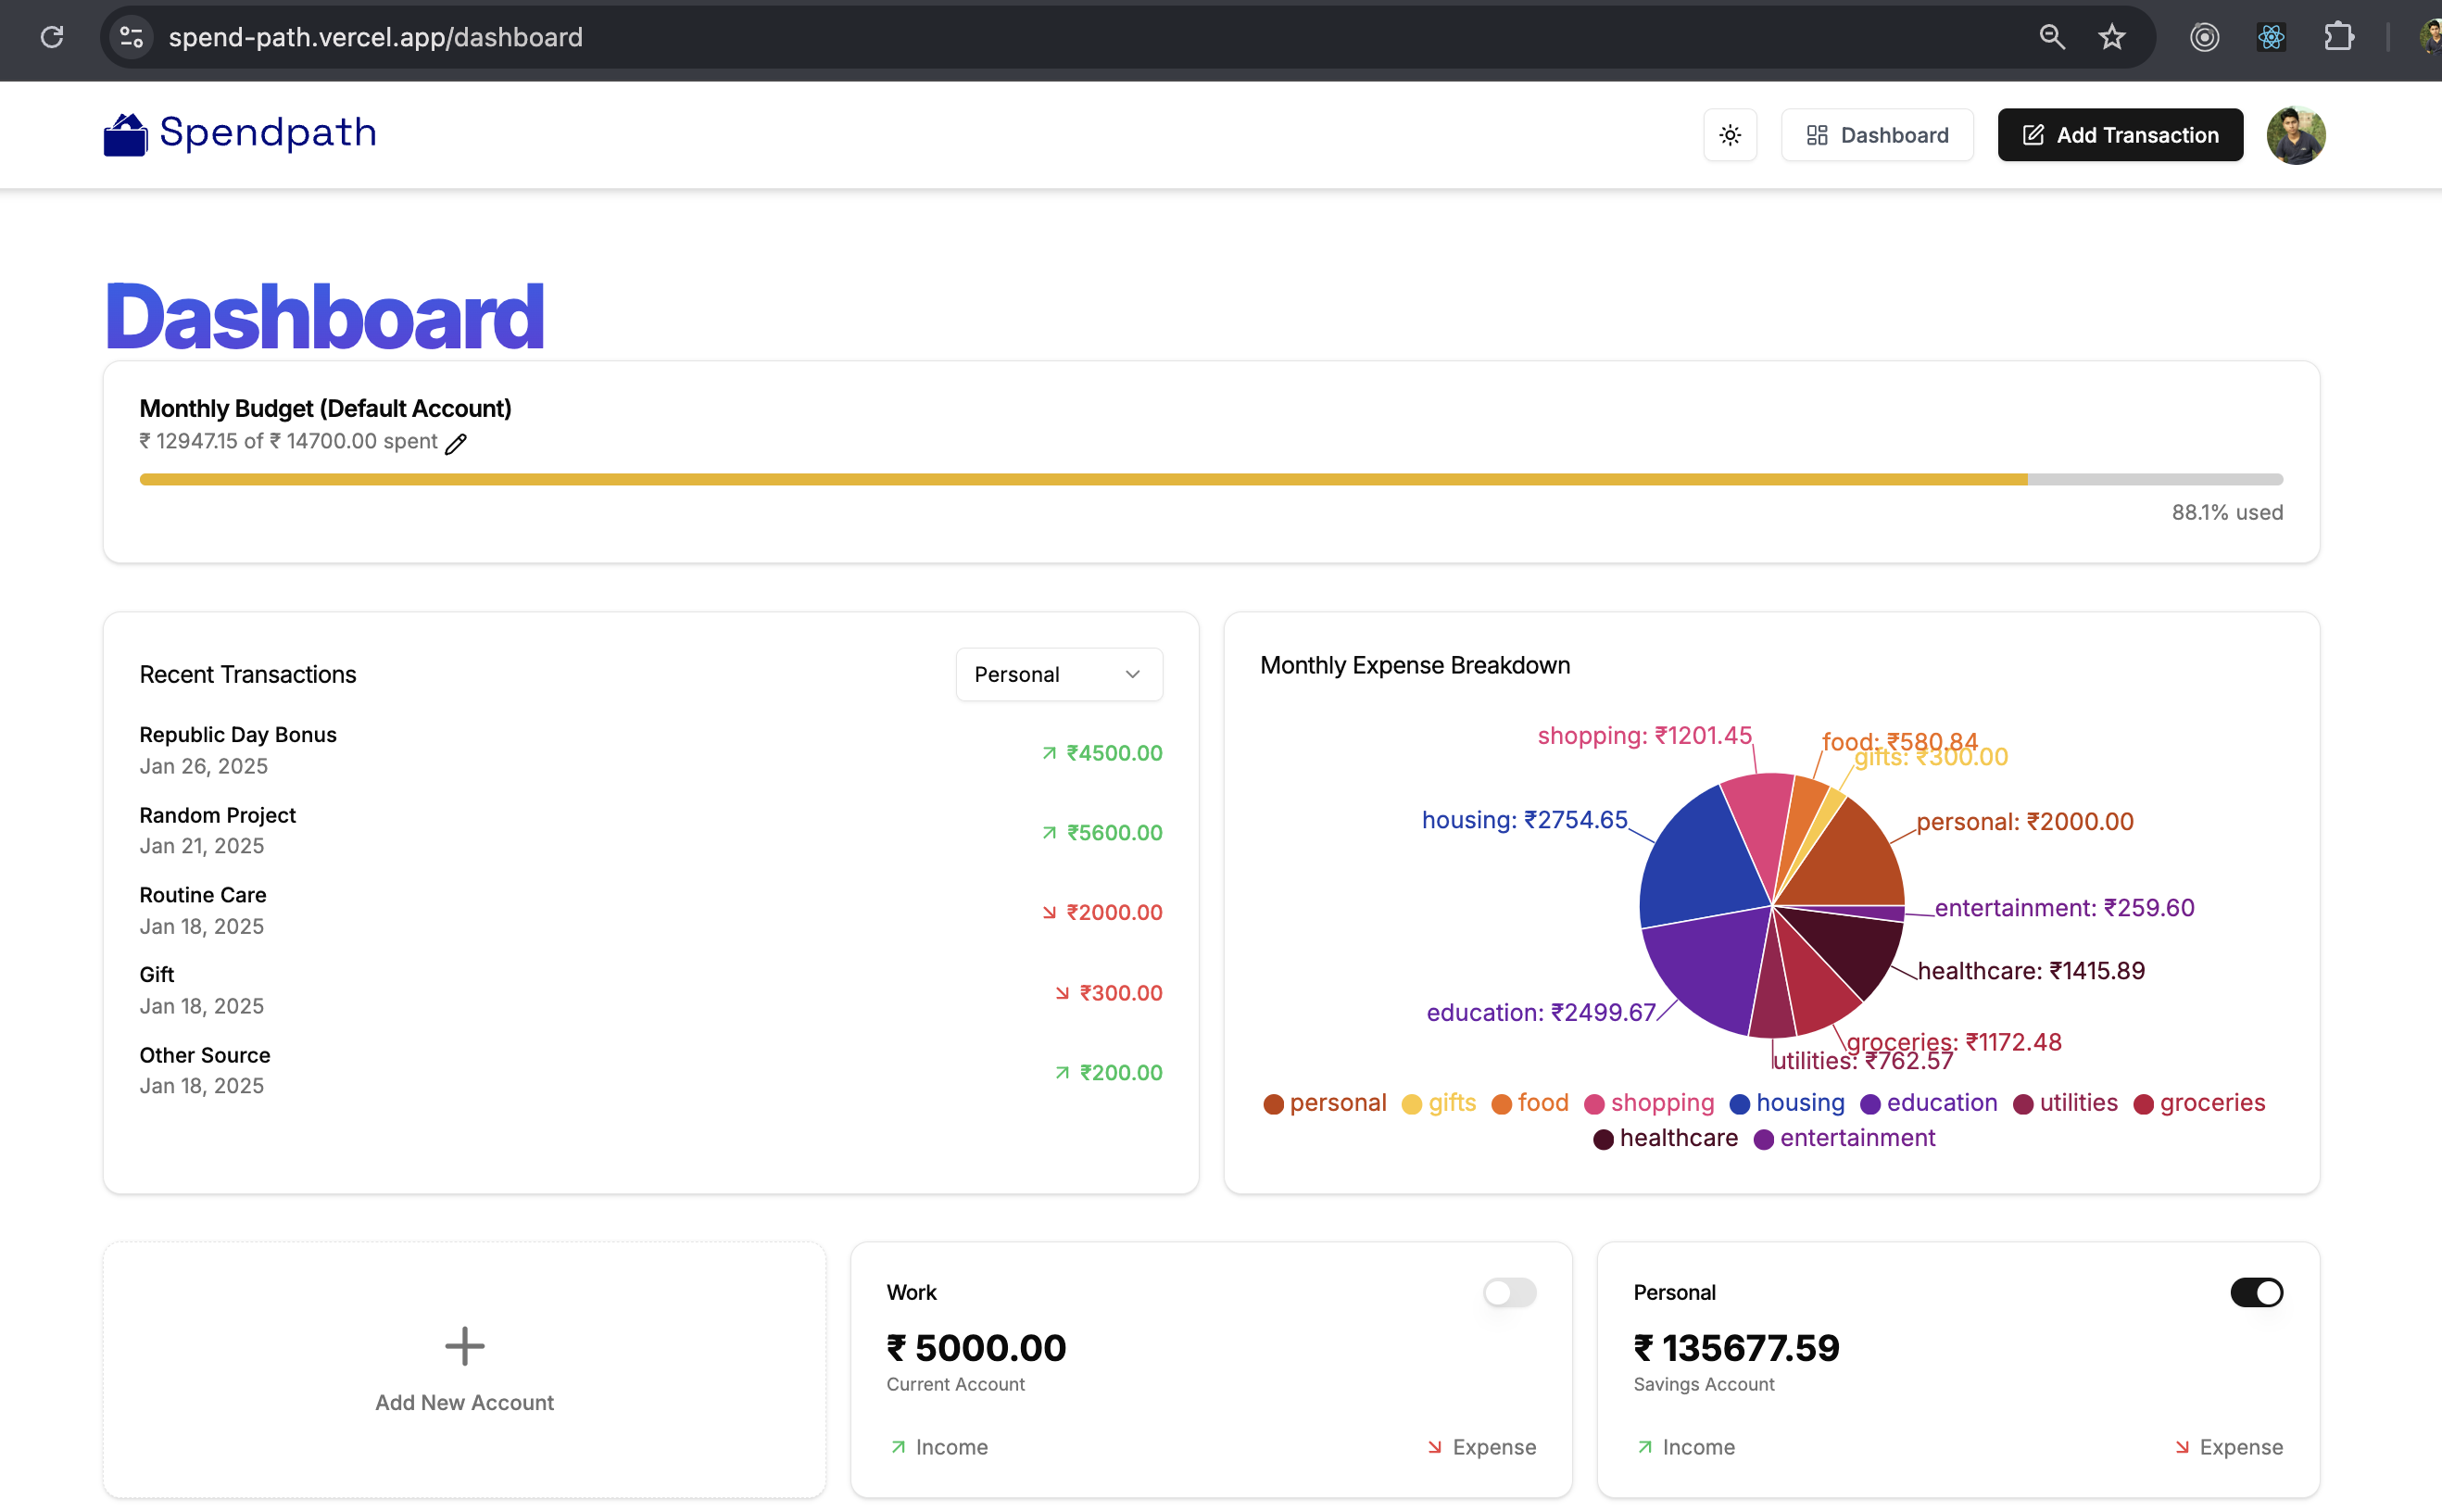 spend-path.vercel.app/dashboard
Spendpath
Dashboard
Add Transaction
Dashboard
Monthly Budget (Default Account)
₹ 12947.15 of ₹ 14700.00 spent
88.1% used
Recent Transactions
Personal
Republic Day Bonus
Jan 26, 2025
₹4500.00
Random Project
Jan 21, 2025
₹5600.00
Routine Care
Jan 18, 2025
₹2000.00
Gift
Jan 18, 2025
₹300.00
Other Source
Jan 18, 2025
₹200.00
Monthly Expense Breakdown
shopping: ₹1201.45
food: ₹580.84
gifts: ₹300.00
housing: ₹2754.65
personal: ₹2000.00
entertainment: ₹259.60
healthcare: ₹1415.89
education: ₹2499.67
groceries: ₹1172.48
utilities: ₹762.57
personal gifts food shopping housing education utilities groceries
healthcare entertainment
Add New Account
Work
₹ 5000.00
Current Account
Income Expense
Personal
₹ 135677.59
Savings Account
Income Expense